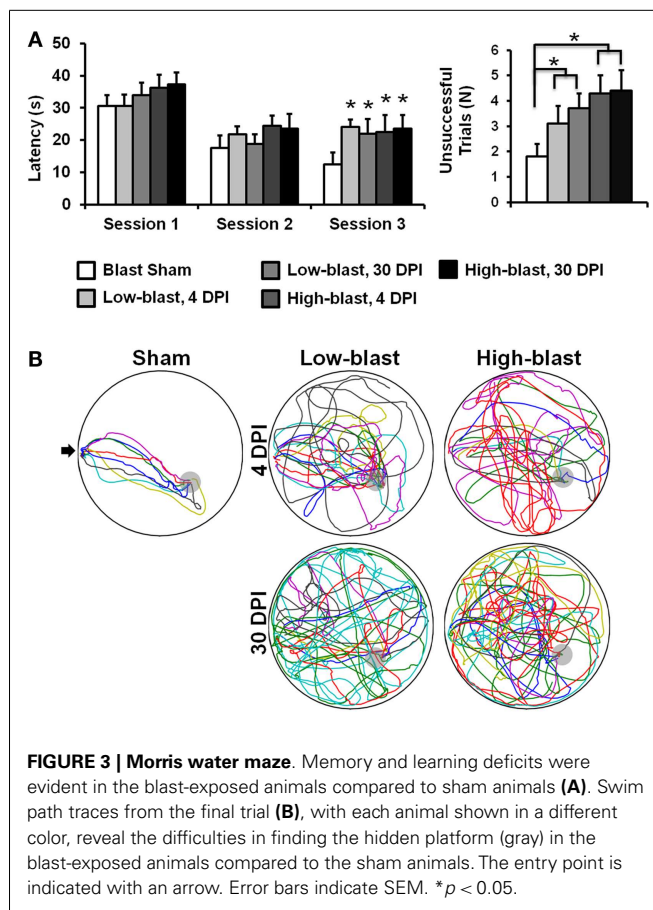 A
50
40
30
20
10
0
Latency (s)
* * * *
Session 1 Session 2 Session 3
6
5
4
3
2
1
0
Unsuccessful
Trials (N)
*
*
Blast Sham Low-blast, 30 DPI High-blast, 30 DPI
Low-blast, 4 DPI High-blast, 4 DPI
B
Sham Low-blast High-blast
4 DPI
30 DPI
FIGURE 3 | Morris water maze. Memory and learning deficits were
evident in the blast-exposed animals compared to sham animals (A). Swim
path traces from the final trial (B), with each animal shown in a different
color, reveal the difficulties in finding the hidden platform (gray) in the
blast-exposed animals compared to the sham animals. The entry point is
indicated with an arrow. Error bars indicate SEM. *p < 0.05.